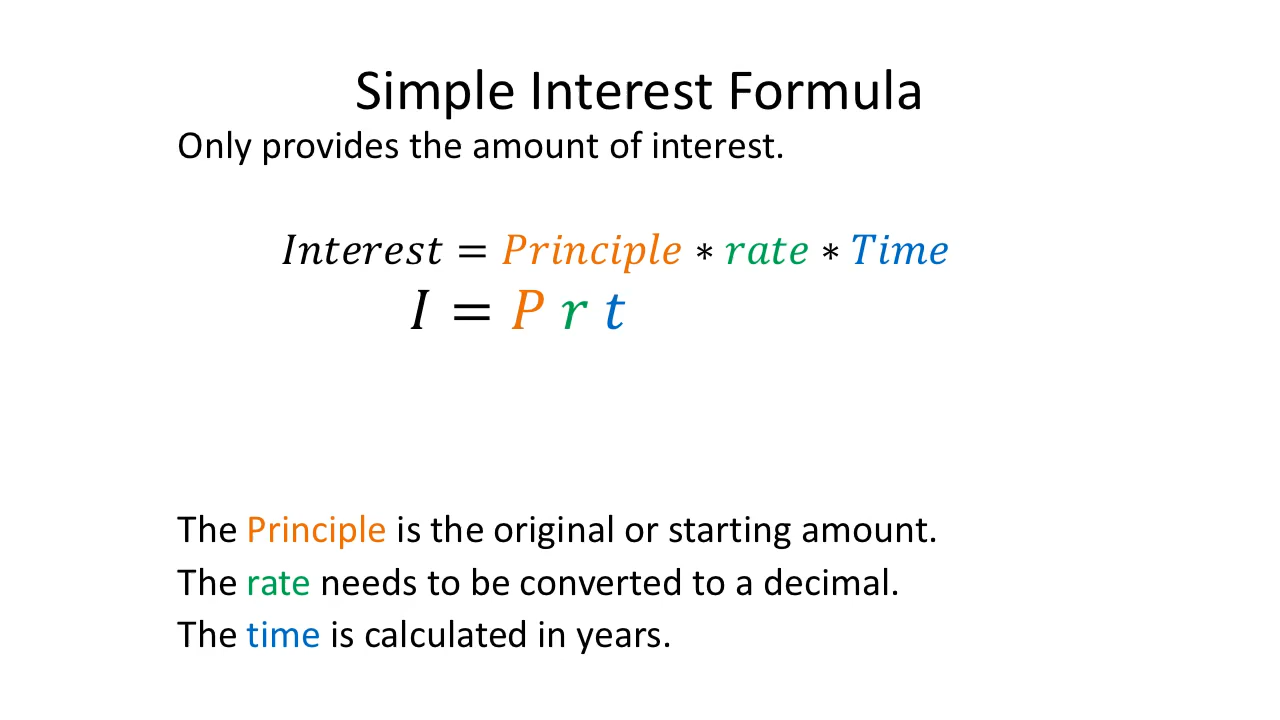 Simple Interest Formula
Only provides the amount of interest.
Interest = Principle * rate * Time
I = P r t
The Principle is the original or starting amount.
The rate needs to be converted to a decimal.
The time is calculated in years.